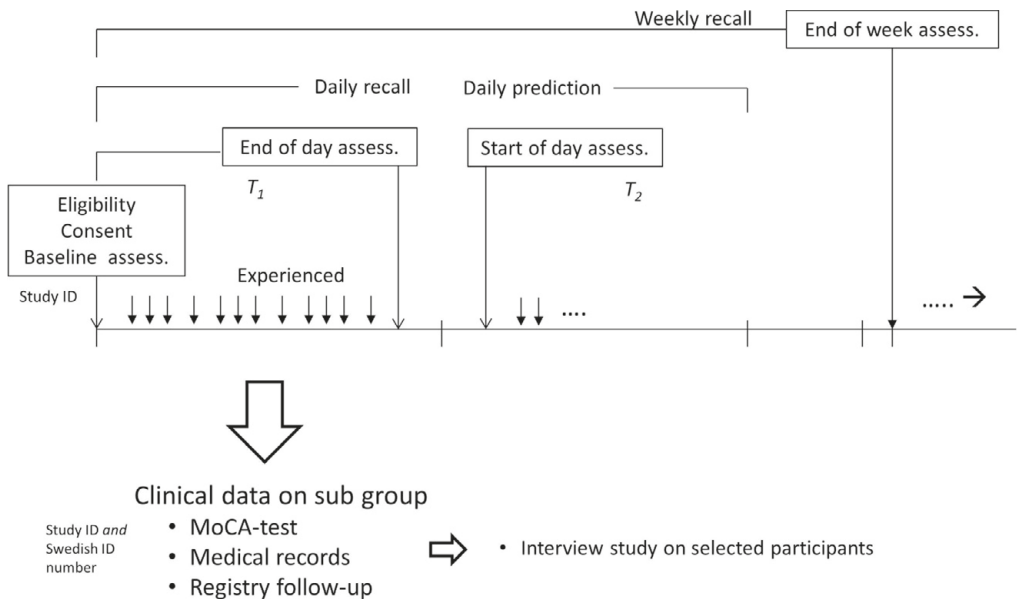 Weekly recall
End of week assess.
Daily recall
Daily prediction
End of day assess.
Start of day assess.
T1
T2
Eligibility
Consent
Baseline assess.
Experienced
Study ID
....
.....
Clinical data on sub group
Study ID and
Swedish ID
number
• MoCA-test
• Medical records
• Registry follow-up
• Interview study on selected participants